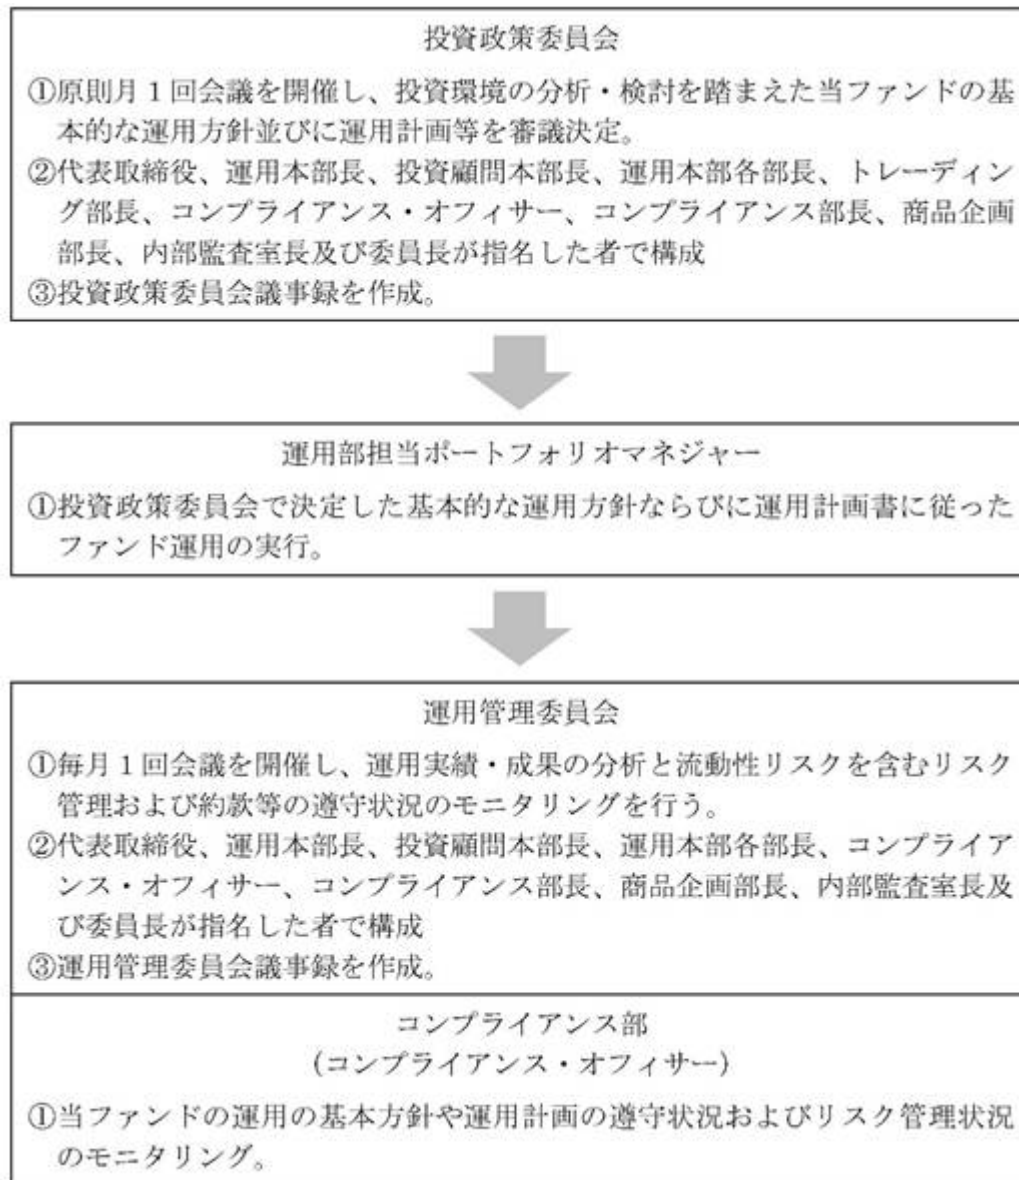 投資政策委員会
①原則月1回会議を開催し、投資環境の分析・検討を踏まえた当ファンドの基
本的な運用方針並びに運用計画等を審議決定。
②代表取締役、運用本部長、投資顧問本部長、運用本部各部長、トレーディン
グ部長、コンプライアンス・オフィサー、コンプライアンス部長、商品企画
部長、内部監査室長及び委員長が指名した者で構成
③投資政策委員会議事録を作成。
運用部担当ポートフォリオマネジャー
①投資政策委員会で決定した基本的な運用方針ならびに運用計画書に従った
ファンド運用の実行。
運用管理委員会
①毎月1回会議を開催し、運用実績・成果の分析と流動性リスクを含むリスク
管理および約款等の遵守状況のモニタリングを行う。
②代表取締役、運用本部長、投資顧問本部長、運用本部各部長、コンプライア
ンス・オフィサー、コンプライアンス部長、商品企画部長、内部監査室長及
び委員長が指名した者で構成
③運用管理委員会議事録を作成。
コンプライアンス部
(コンプライアンス・オフィサー)
①当ファンドの運用の基本方針や運用計画の遵守状況およびリスク管理状況
のモニタリング。